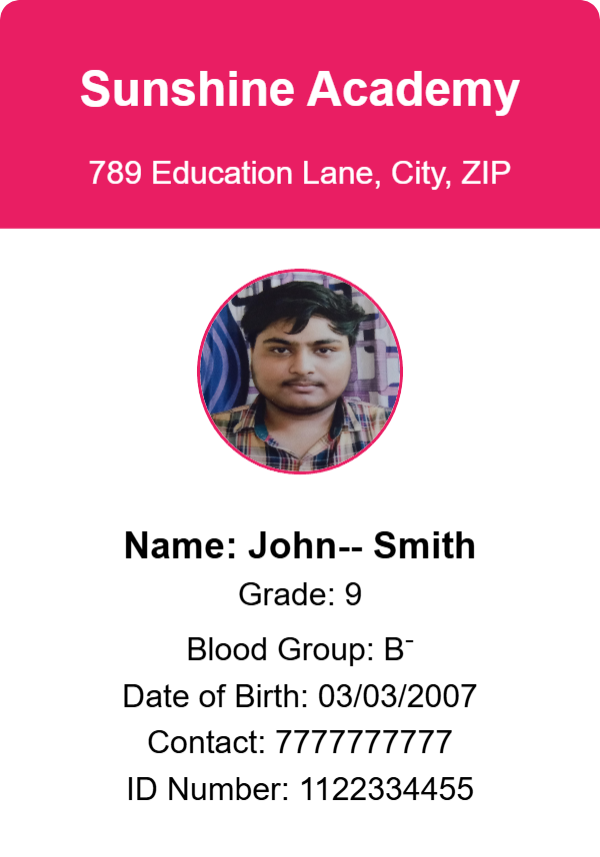 Sunshine Academy
789 Education Lane, City, ZIP
Name: John-- Smith
Grade: 9
Blood Group: B⁻
Date of Birth: 03/03/2007
Contact: 7777777777
ID Number: 1122334455